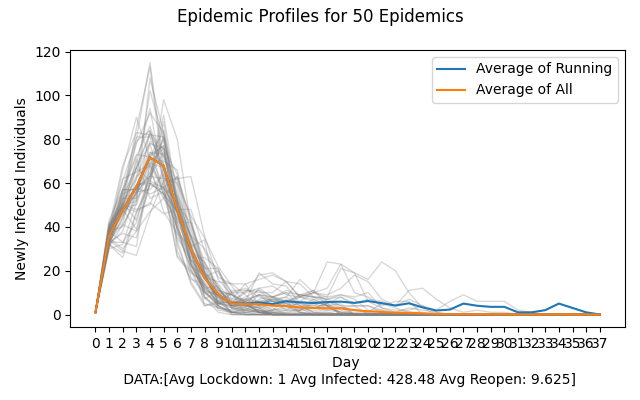 Epidemic Profiles for 50 Epidemics
Newly Infected Individuals
120
100
80
60
40
20
0
Average of Running
Average of All
0 1 2 3 4 5 6 7 8 9 10 11 12 13 14 15 16 17 18 19 20 21 22 23 24 25 26 27 28 29 30 31 32 33 34 35 36 37
Day
DATA:[Avg Lockdown: 1 Avg Infected: 428.48 Avg Reopen: 9.625]